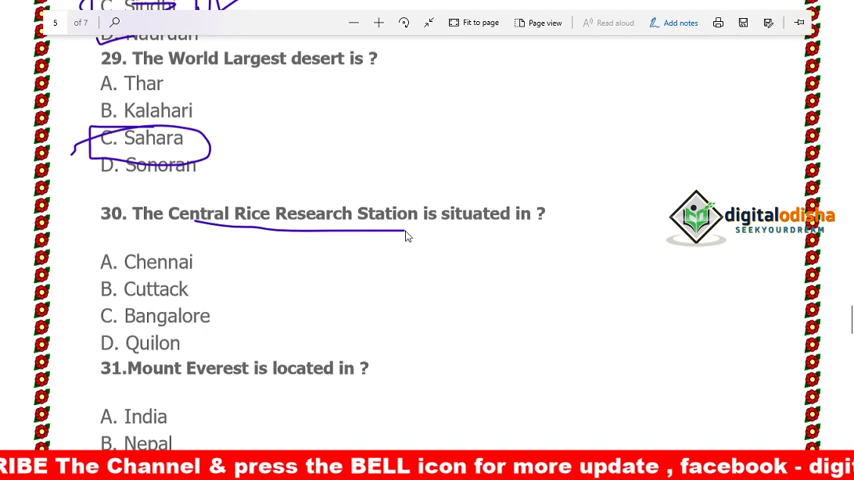 C. Sindh
5 of 7
Fit to page
Page view
Read aloud
Add notes
29. The World Largest desert is ?
A. Thar
B. Kalahari
C. Sahara
D. Sonoran
30. The Central Rice Research Station is situated in ?
digitalodisha
SEEKYOURDREAM
A. Chennai
B. Cuttack
C. Bangalore
D. Quilon
31.Mount Everest is located in ?
A. India
B. Nepal
RIBE The Channel & press the BELL icon for more update , facebook - digit